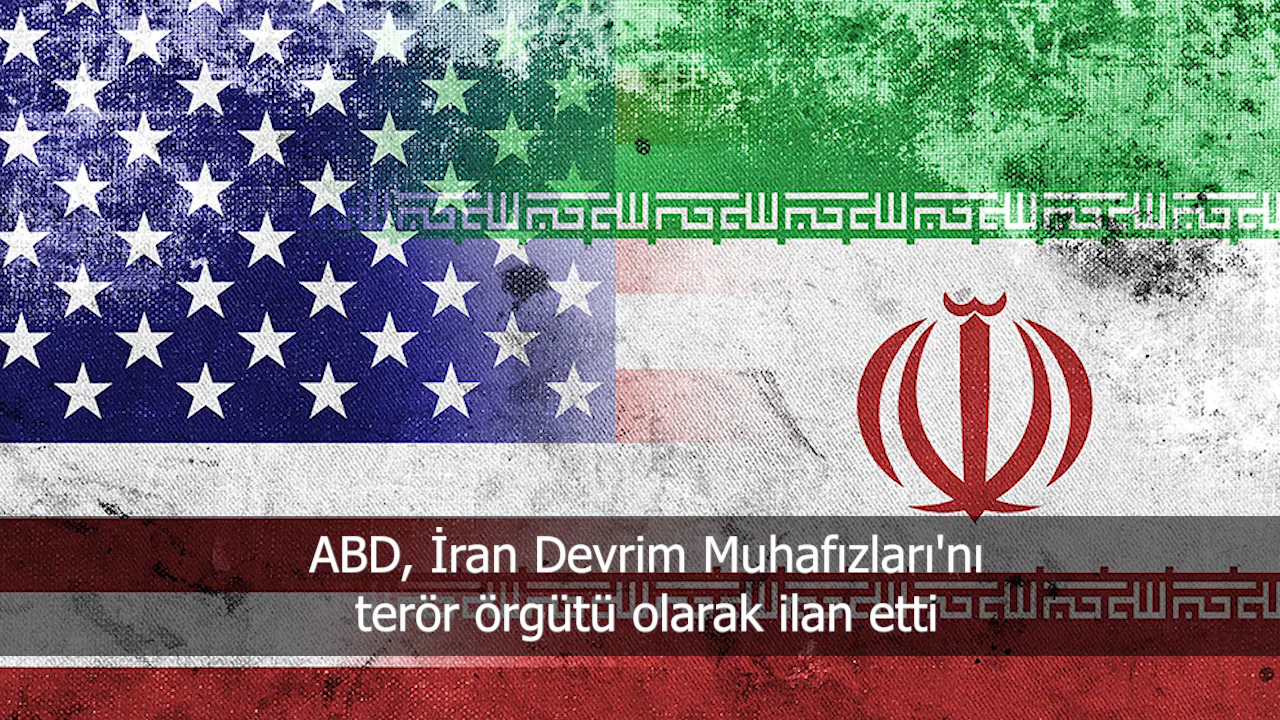 ABD, İran Devrim Muhafızları'nı
terör örgütü olarak ilan etti